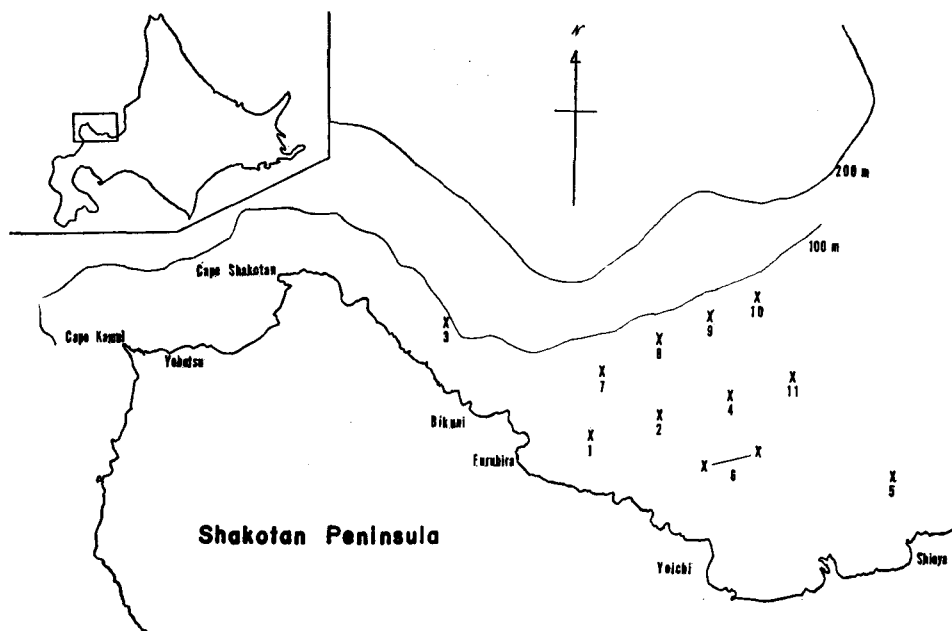 N
200 m
100 m
Cape Shakotan
Cape Kamui
Yobetsu
X
3
X
10
X
9
X
8
X
7
X
11
X
4
X
2
X
1
Bikuni
Furubira
X X
6
X
5
Shakotan Peninsula
Yoichi
Shioya